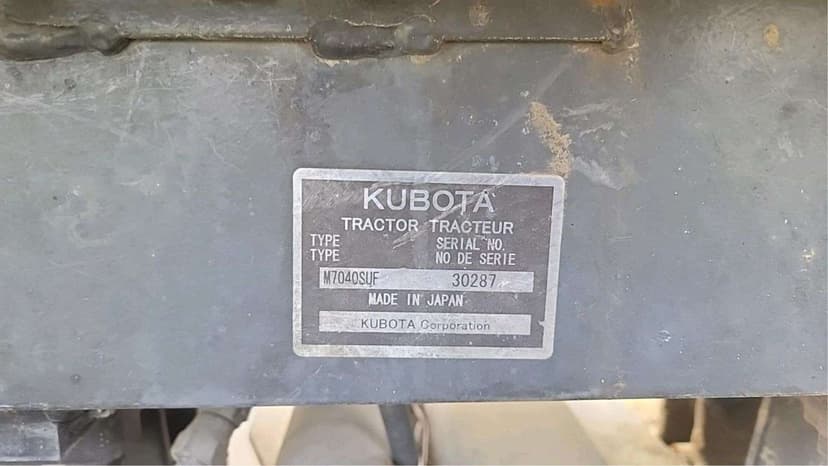 KUBOTA
TRACTOR TRACTEUR
TYPE SERIAL NO.
TYPE NO DE SERIE
M7040SUF 30287
MADE IN JAPAN
KUBOTA Corporation